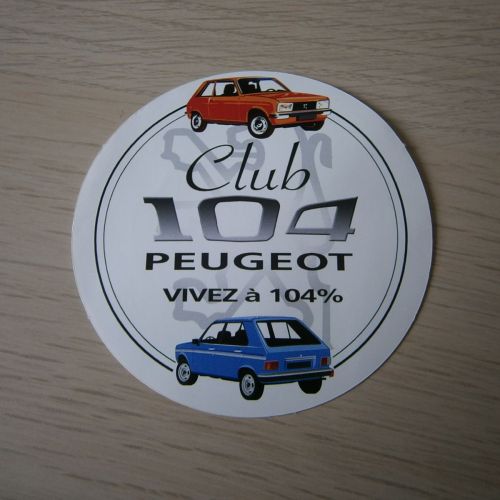 Club
104
PEUGEOT
VIVEZ à 104%